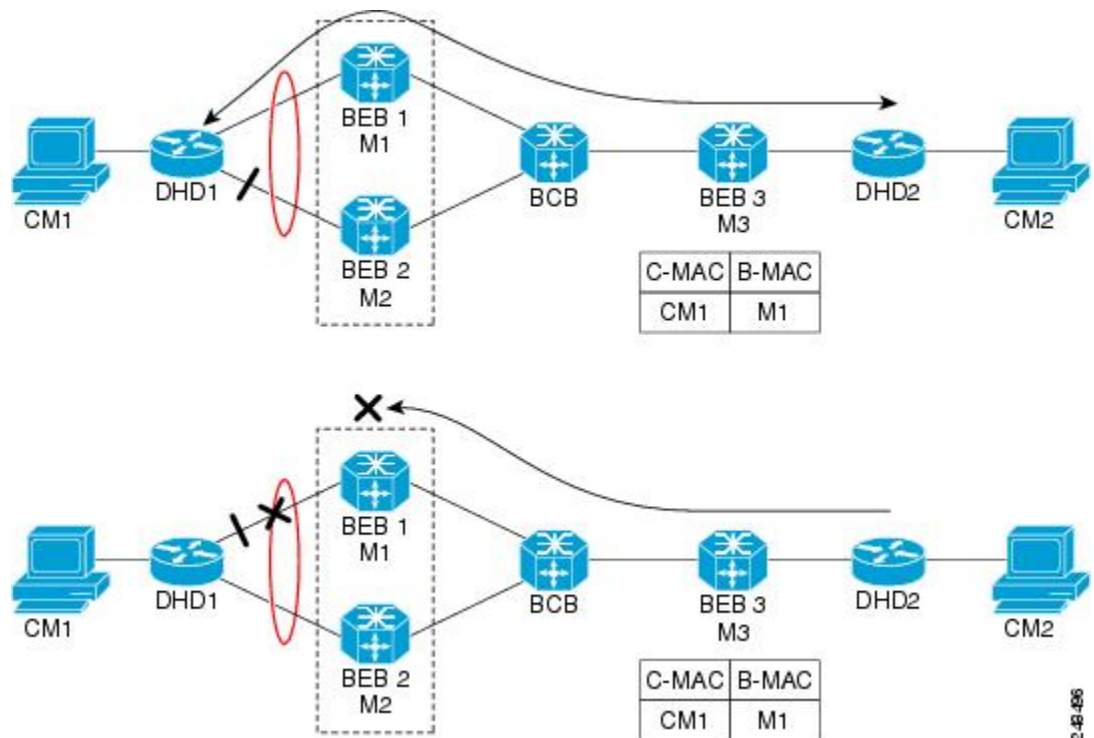 BEB 1
M1
CM1
DHD1
BEB 2
M2
BCB
BEB 3
M3
DHD2
CM2
C-MAC B-MAC
CM1 M1
BEB 1
M1
CM1
DHD1
BEB 2
M2
BCB
BEB 3
M3
DHD2
CM2
C-MAC B-MAC
CM1 M1